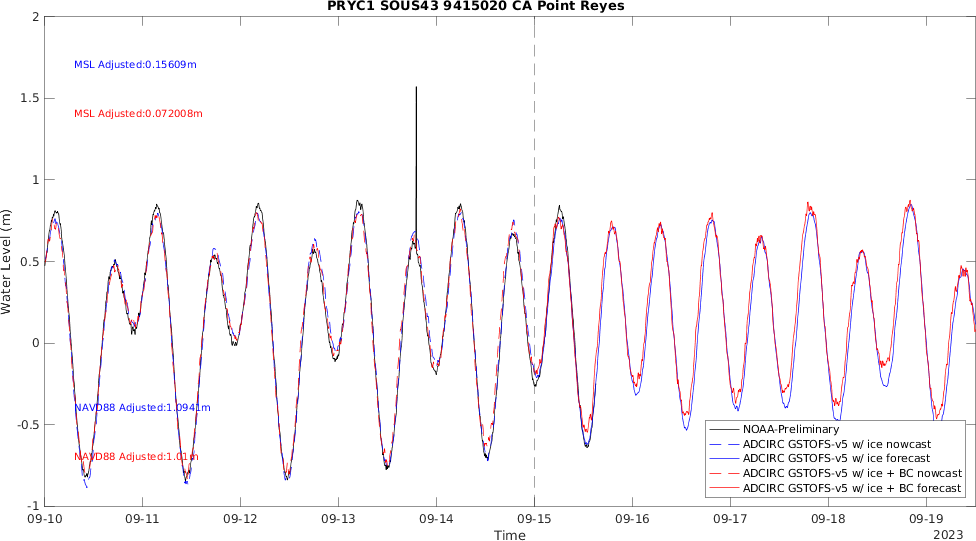 PRYC1 SOUS43 9415020 CA Point Reyes
2
MSL Adjusted:0.15609m
1.5
MSL Adjusted:0.072008m
1
0.5
Water Level (m)
0
NAVD88 Adjusted:1.0941m
-0.5
NAVD88 Adjusted:1.01m
-1
NOAA-Preliminary
ADCIRC GSTOFS-v5 w/ ice nowcast
ADCIRC GSTOFS-v5 w/ ice forecast
ADCIRC GSTOFS-v5 w/ ice + BC nowcast
ADCIRC GSTOFS-v5 w/ ice + BC forecast
09-10 09-11 09-12 09-13 09-14 09-15 09-16 09-17 09-18 09-19
Time
2023